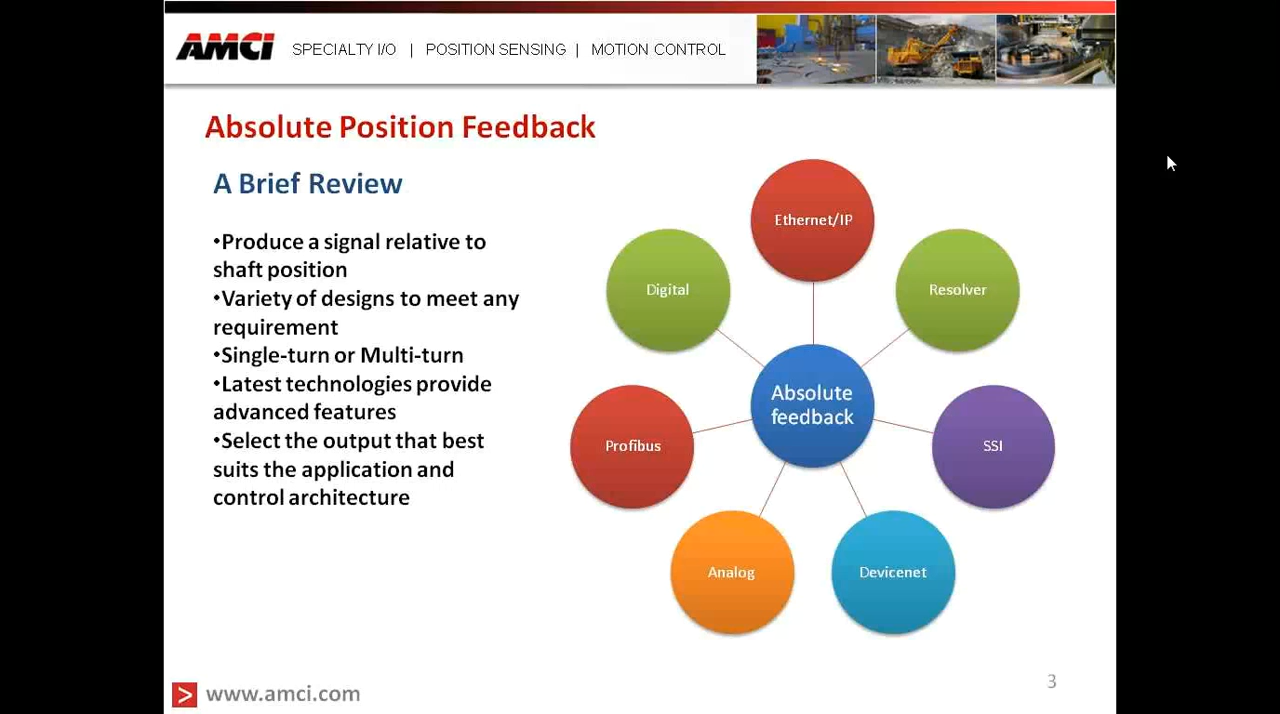 AMCI SPECIALTY I/O | POSITION SENSING | MOTION CONTROL
Absolute Position Feedback
A Brief Review
•Produce a signal relative to
shaft position
•Variety of designs to meet any
requirement
•Single-turn or Multi-turn
•Latest technologies provide
advanced features
•Select the output that best
suits the application and
control architecture
Ethernet/IP
Digital
Resolver
Absolute
feedback
Profibus
SSI
Analog
Devicenet
> www.amci.com
3